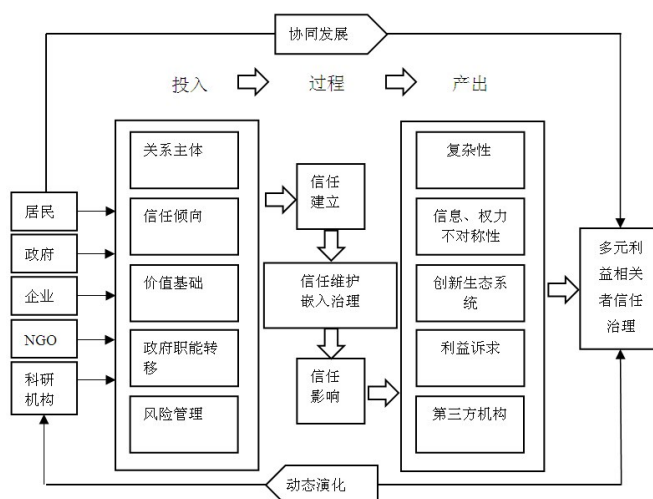 协同发展
投入
过程
产出
居民
政府
企业
NGO
科研
机构
关系主体
信任倾向
价值基础
政府职能转
移
风险管理
信任
建立
信任维护
嵌入治理
信任
影响
复杂性
信息、权力
不对称性
创新生态系
统
利益诉求
第三方机构
多元利
益相关
者信任
治理
动态演化